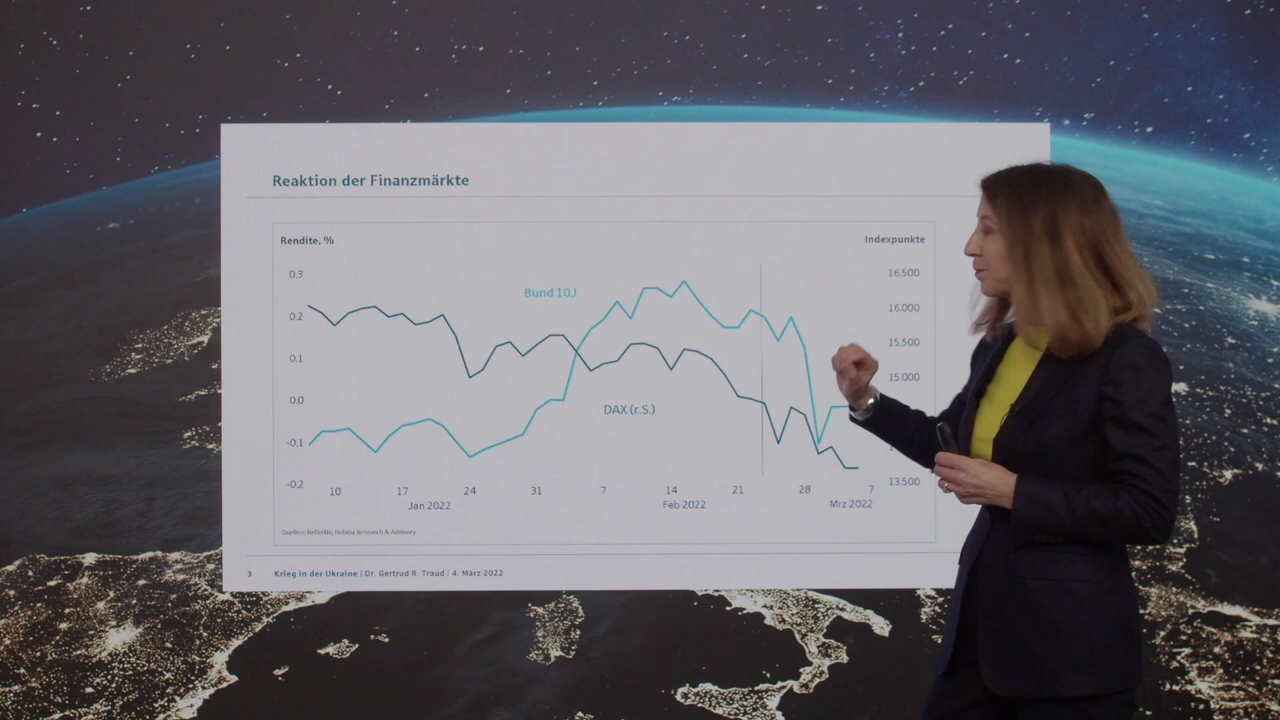 Reaktion der Finanzmärkte
Rendite, %
Indexpunkte
0.3
0.2
0.1
0.0
-0.1
-0.2
Bund 10J
DAX (r.S.)
16.500
16.000
15.500
15.000
13.500
10 17 24 31 7 14 21 28 7
Jan 2022 Feb 2022 Mrz 2022
Quellen: Refinitiv, Helaba Research & Advisory
3 Krieg in der Ukraine | Dr. Gertrud R. Traud | 4. März 2022